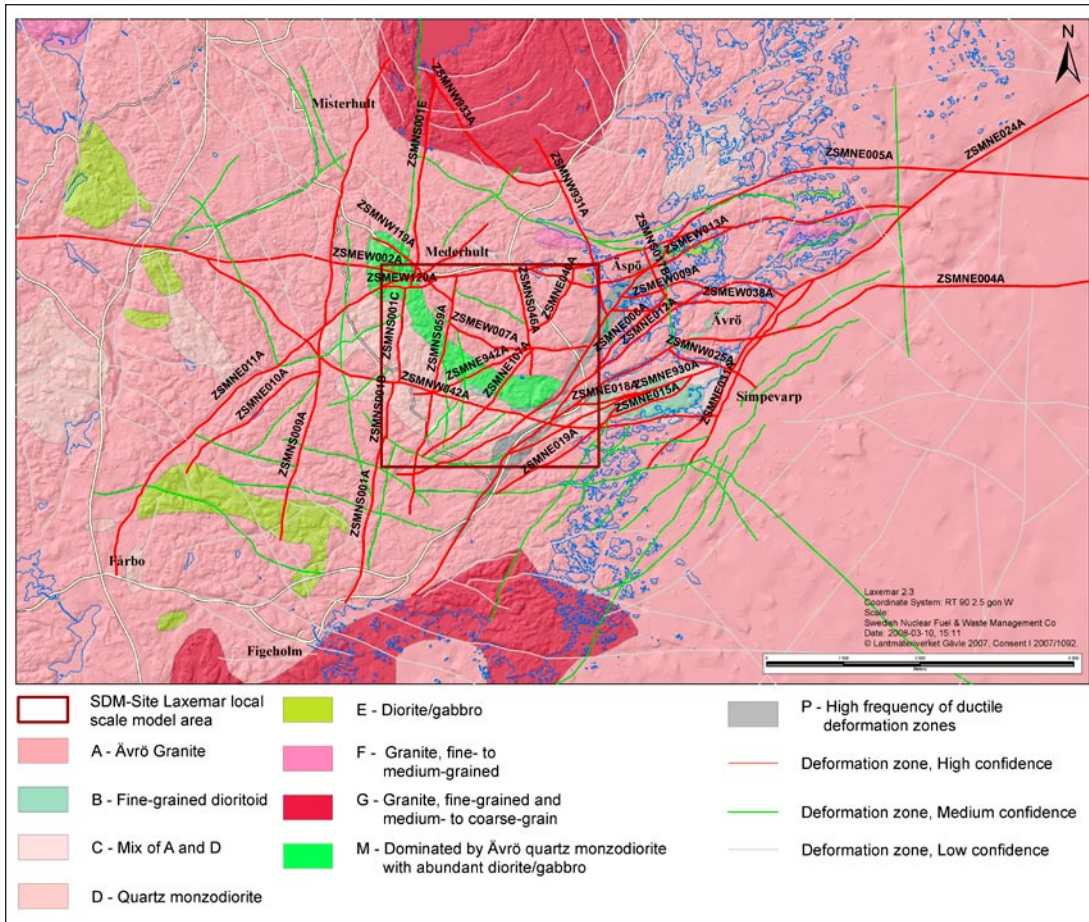 N
Misterhult
ZSMNS001E
ZSMNW933A
ZSMNW931A
ZSMNE005A
ZSMNE024A
ZSMNW119A
Mederhult
ZSMEW002A
ZSMEW120A
ZSMNS001C
ZSMNS059A
ZSMNS046A
ZSMNE040A
Äspö
ZSMNS017B
ZSMEW013A
ZSMEW009A
ZSMEW038A
ZSMNE004A
ZSMNE006A
ZSMNE012A
Ävrö
ZSMEW007A
ZSMNE942A
ZSMNE107A
ZSMNW025A
ZSMNE011A
ZSMNE010A
ZSMNS001B
ZSMNW042A
ZSMNE018A
ZSMNE930A
ZSMNE015A
ZSMNE031A
Simpevarp
ZSMNS009A
ZSMNE019A
ZSMNS001A
Fårbo
Figeholm
Laxemar 2.3
Coordinate System: RT 90 2.5 gon W
Scale:
Swedish Nuclear Fuel & Waste Management Co
Date: 2008-03-10, 15:11
© Lantmäteriverket Gävle 2007. Consent I 2007/1092.
SDM-Site Laxemar local
scale model area
A - Ävrö Granite
B - Fine-grained dioritoid
C - Mix of A and D
D - Quartz monzodiorite
E - Diorite/gabbro
F - Granite, fine- to
medium-grained
G - Granite, fine-grained and
medium- to coarse-grain
M - Dominated by Ävrö quartz monzodiorite
with abundant diorite/gabbro
P - High frequency of ductile
deformation zones
Deformation zone, High confidence
Deformation zone, Medium confidence
Deformation zone, Low confidence